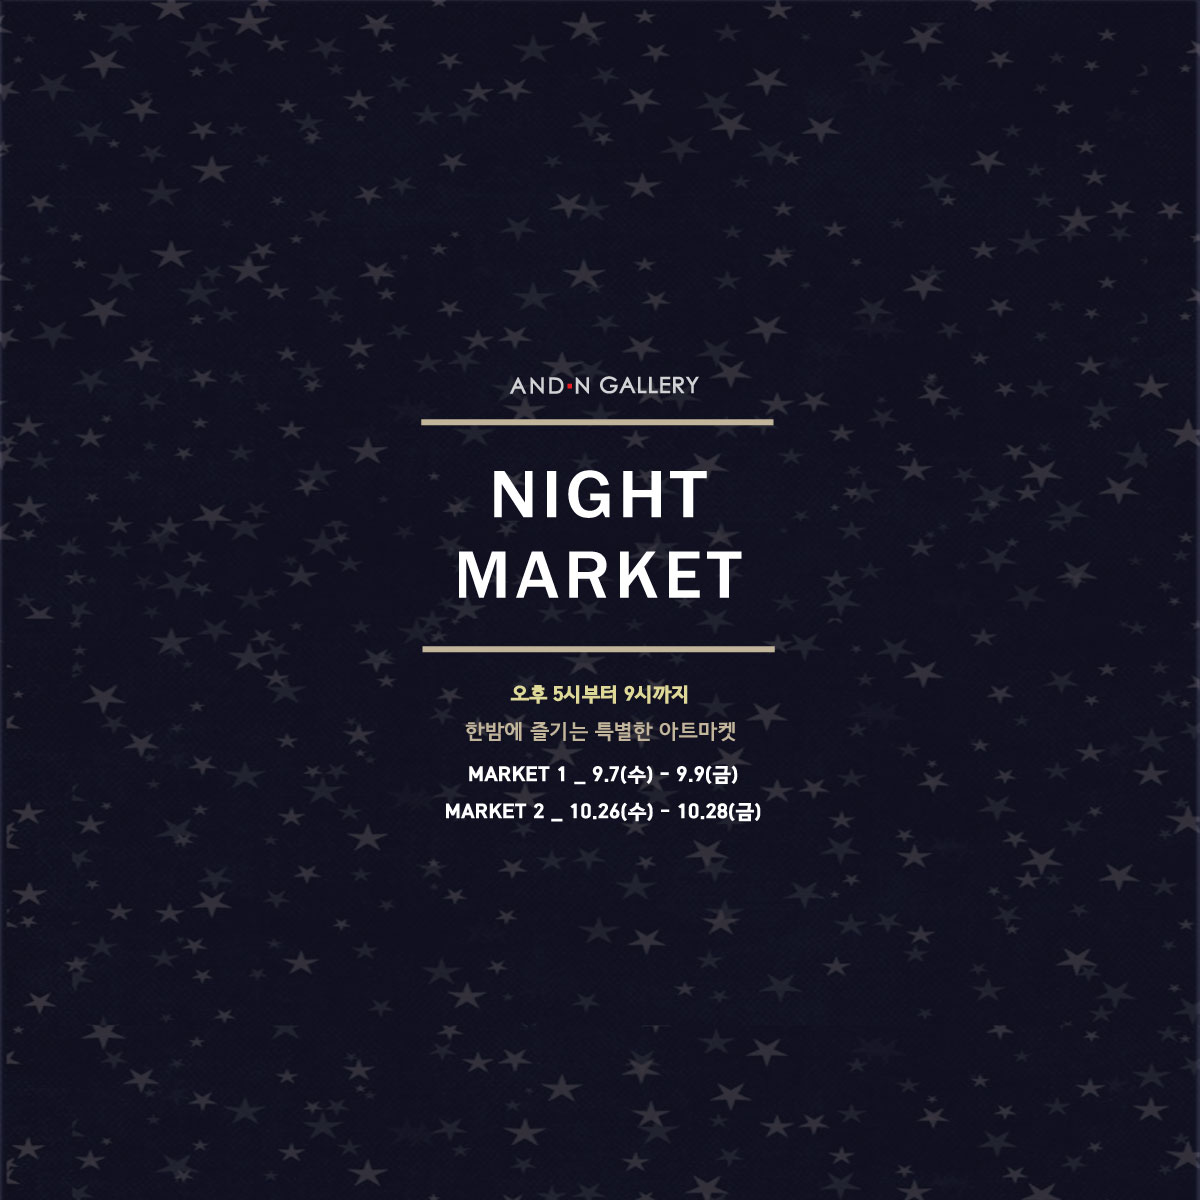 AND·N GALLERY
NIGHT
MARKET
오후 5시부터 9시까지
한밤에 즐기는 특별한 아트마켓
MARKET 1 _ 9.7(수) - 9.9(금)
MARKET 2 _ 10.26(수) - 10.28(금)